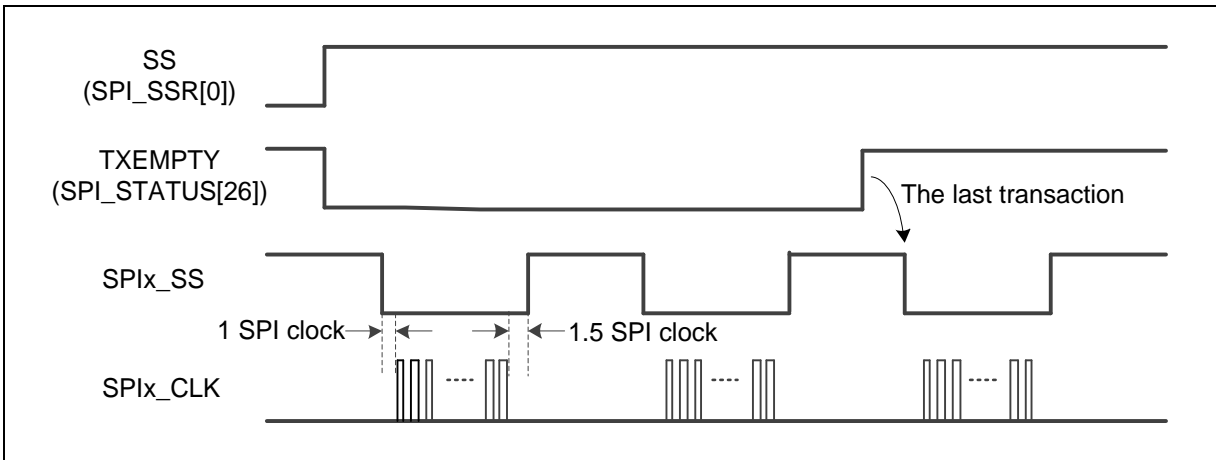 SS
(SPI_SSR[0])
TXEMPTY
(SPI_STATUS[26])
The last transaction
SPIx_SS
1 SPI clock
1.5 SPI clock
SPIx_CLK